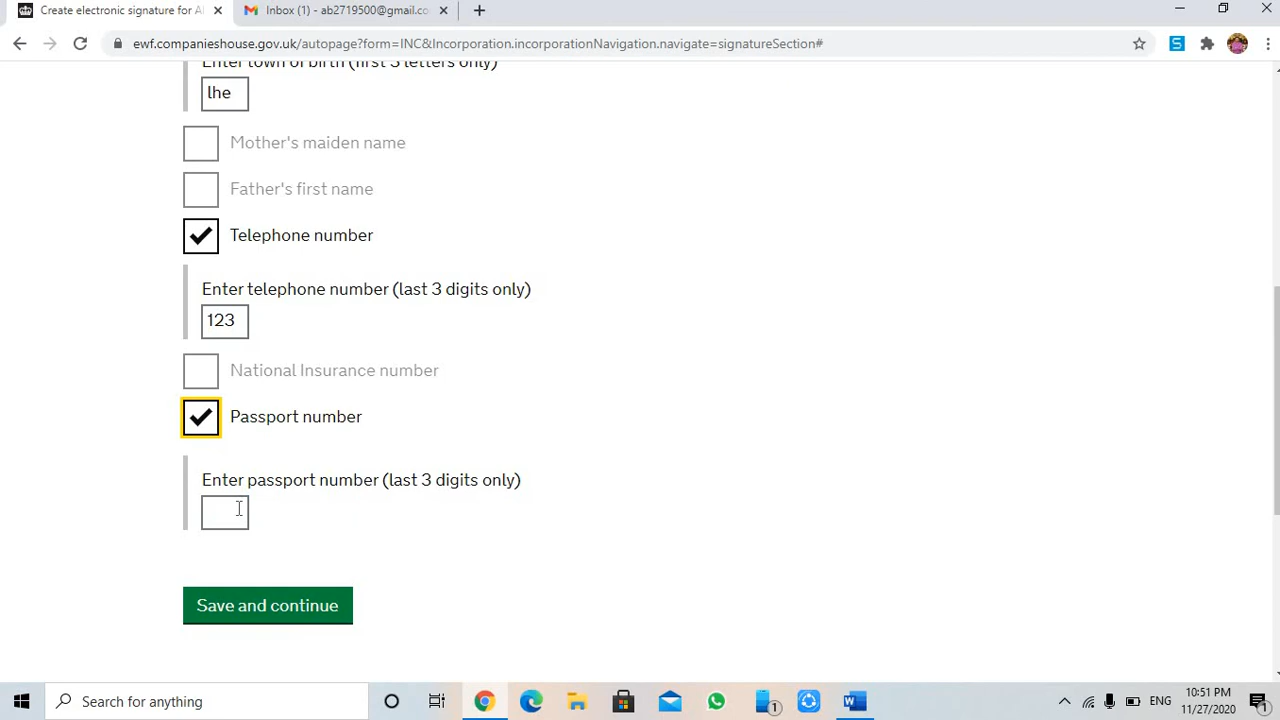 Create electronic signature for A
Inbox (1) - ab2719500@gmail.co
ewf.companieshouse.gov.uk/autopage?form=INC&Incorporation.incorporationNavigation.navigate=signatureSection#
Enter town of birth (first 3 letters only)
lhe
Mother's maiden name
Father's first name
Telephone number
Enter telephone number (last 3 digits only)
123
National Insurance number
Passport number
Enter passport number (last 3 digits only)
Save and continue
Search for anything
1
ENG
10:51 PM
11/27/2020
1